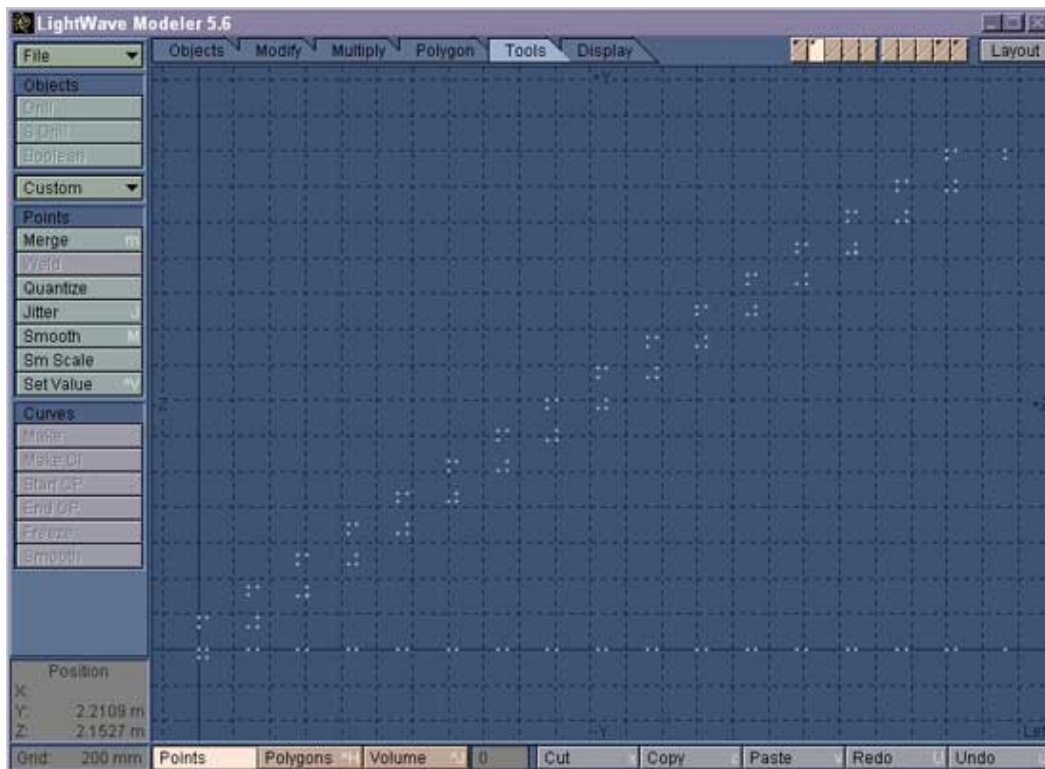 LightWave Modeler 5.6
File
Objects Modify Multiply Polygon Tools Display
Layout
Objects
Drill
S Drill
Boolean
Custom
Points
Merge m
Weld
Quantize
Jitter J
Smooth M
Sm Scale
Set Value ^V
Curves
Make
Make Cl
Start CP
End CP
Freeze
Smooth
+Y
-Z
+Z
-Y
Left
Position
X:
Y: 2.2109 m
Z: 2.1527 m
Grid: 200 mm
Points Polygons ^H Volume ^J 0 Cut x Copy c Paste v Redo U Undo u